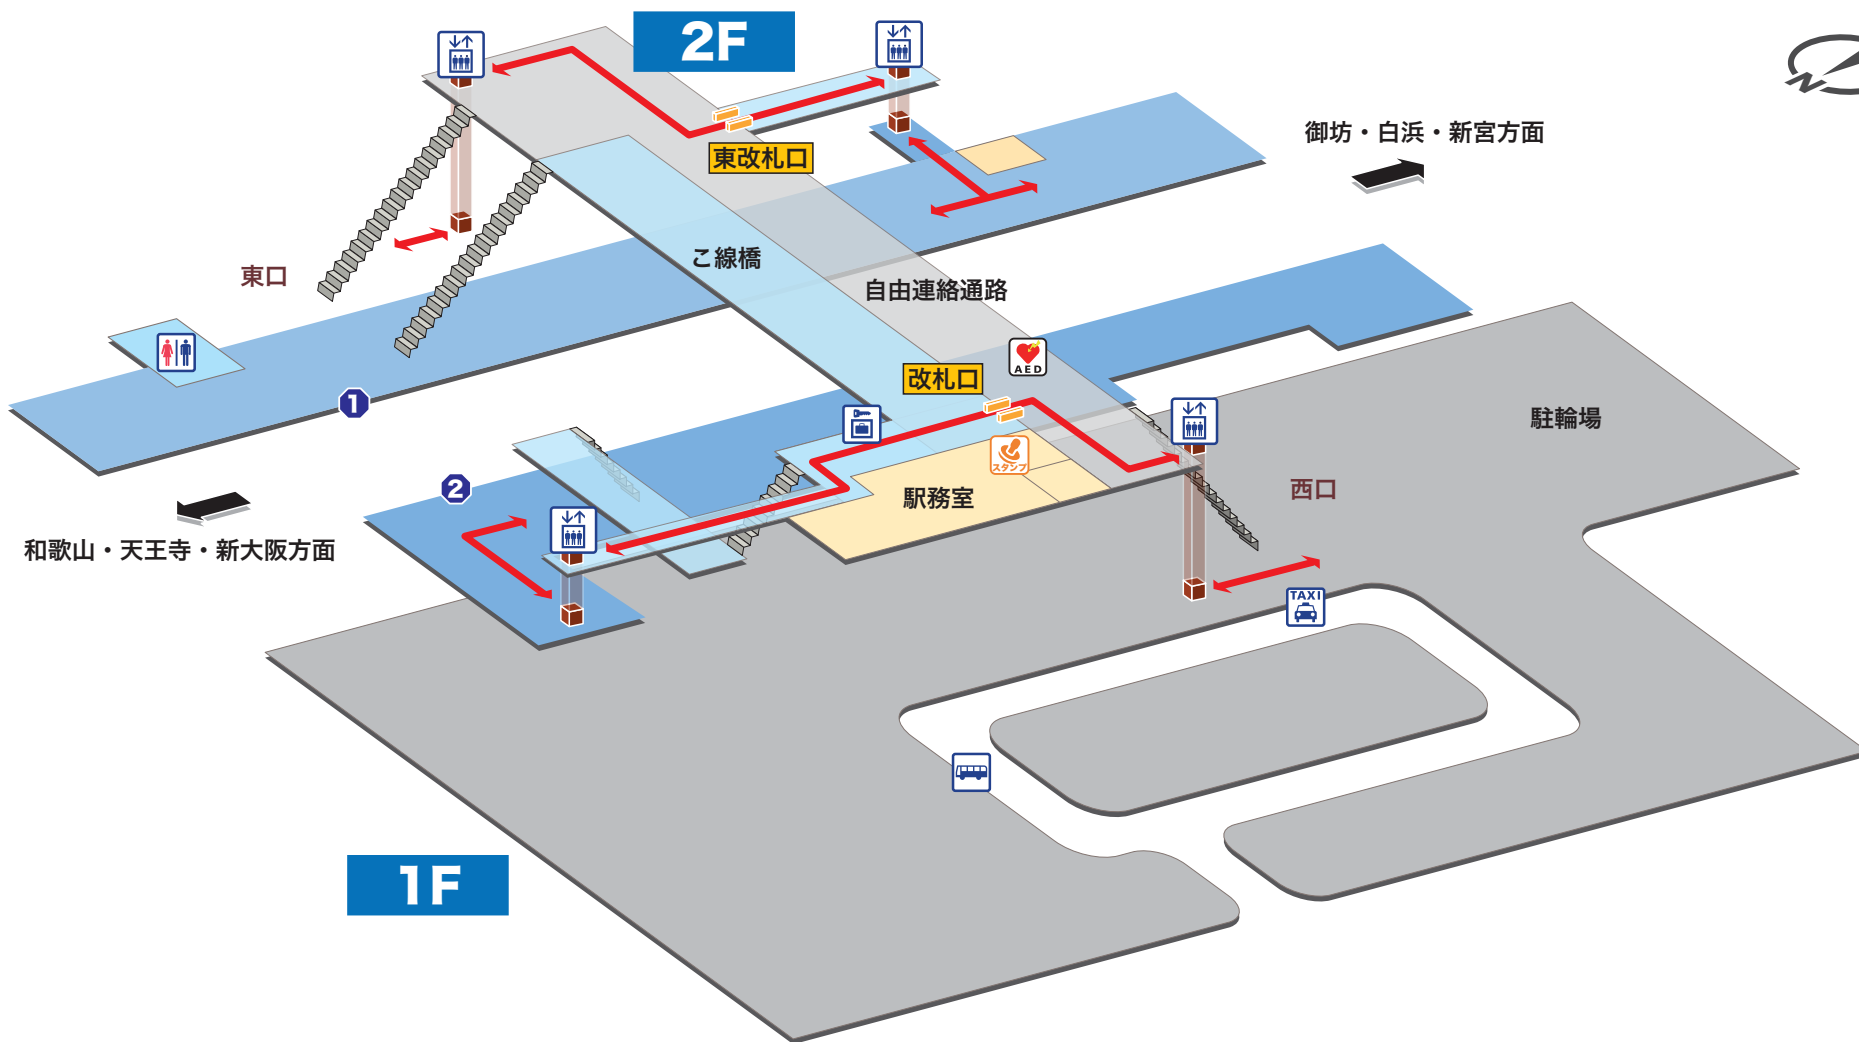 2F
東改札口
御坊・白浜・新宮方面
東口
こ線橋
自由連絡通路
1
AED
改札口
駐輪場
2
スタンプ
駅務室
西口
和歌山・天王寺・新大阪方面
TAXI
1F
N